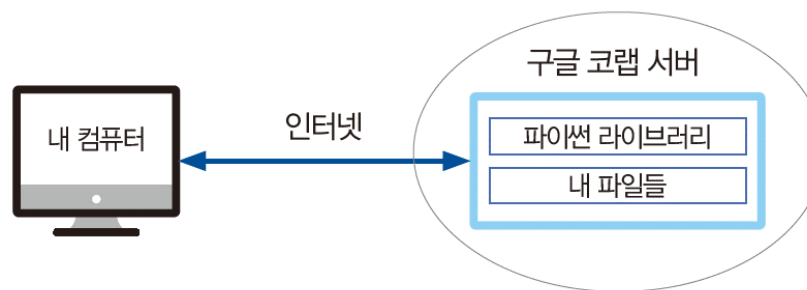 구글 코랩 서버
내 컴퓨터
인터넷
파이썬 라이브러리
내 파일들